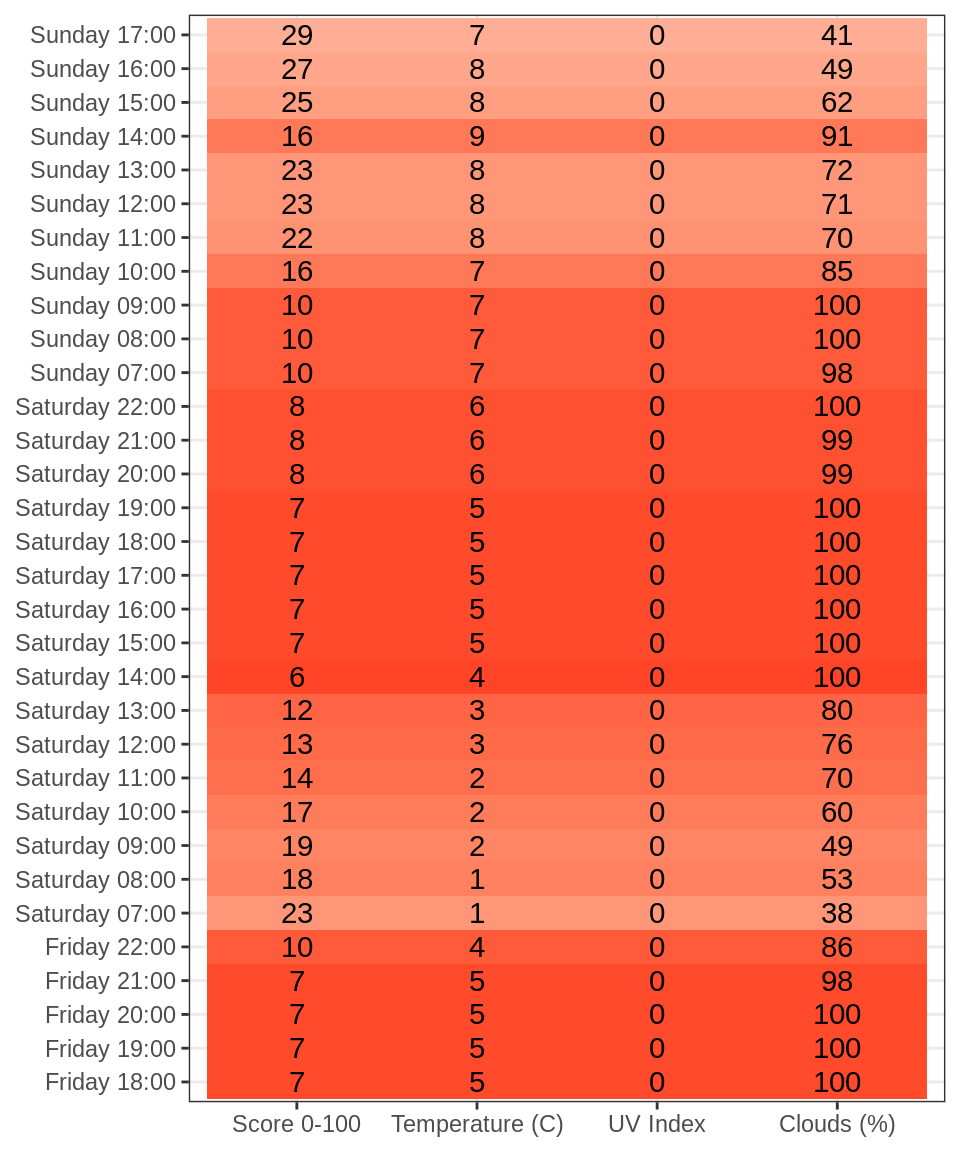 Sunday 17:00 29 7 0 41
Sunday 16:00 27 8 0 49
Sunday 15:00 25 8 0 62
Sunday 14:00 16 9 0 91
Sunday 13:00 23 8 0 72
Sunday 12:00 23 8 0 71
Sunday 11:00 22 8 0 70
Sunday 10:00 16 7 0 85
Sunday 09:00 10 7 0 100
Sunday 08:00 10 7 0 100
Sunday 07:00 10 7 0 98
Saturday 22:00 8 6 0 100
Saturday 21:00 8 6 0 99
Saturday 20:00 8 6 0 99
Saturday 19:00 7 5 0 100
Saturday 18:00 7 5 0 100
Saturday 17:00 7 5 0 100
Saturday 16:00 7 5 0 100
Saturday 15:00 7 5 0 100
Saturday 14:00 6 4 0 100
Saturday 13:00 12 3 0 80
Saturday 12:00 13 3 0 76
Saturday 11:00 14 2 0 70
Saturday 10:00 17 2 0 60
Saturday 09:00 19 2 0 49
Saturday 08:00 18 1 0 53
Saturday 07:00 23 1 0 38
Friday 22:00 10 4 0 86
Friday 21:00 7 5 0 98
Friday 20:00 7 5 0 100
Friday 19:00 7 5 0 100
Friday 18:00 7 5 0 100
Score 0-100 Temperature (C) UV Index Clouds (%)